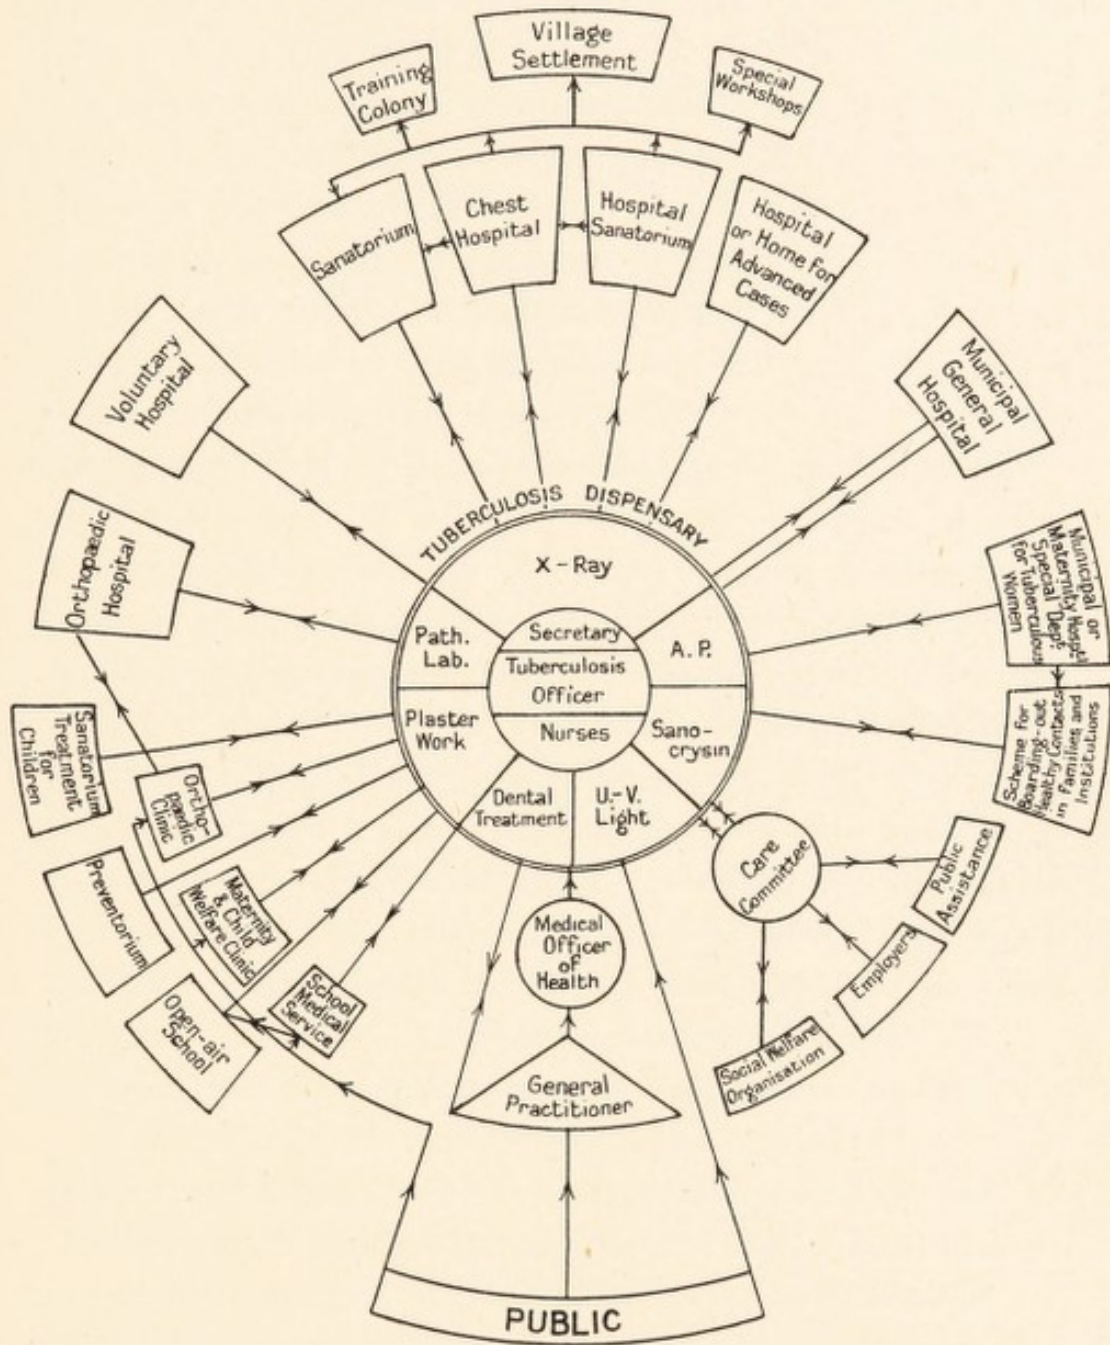 Village
Settlement
Training
Colony
Special
Workshops
Sanatorium
Chest
Hospital
Hospital
Sanatorium
Hospital
or Home for
Advanced
Cases
Voluntary
Hospital
Municipal
General
Hospital
Orthopædic
Hospital
TUBERCULOSIS DISPENSARY
X - Ray
Path.
Lab.
Secretary
A. P.
Tuberculosis
Officer
Plaster
Work
Nurses
Sano-
crysin
Dental
Treatment
U.-V.
Light
Municipal or
Maternity Hospl.
Special Dept.
for Tuberculous
Women
Scheme for
Boarding-out
Healthy Contacts
in Families and
Institutions
Sanatorium
Treatment
for
Children
Ortho-
pædic
Clinic
Preventorium
Maternity
& Child
Welfare Clinic
Open-air
School
School
Medical
Service
Medical
Officer
of
Health
Care
Committee
Public
Assistance
Employers
Social Welfare
Organisation
General
Practitioner
PUBLIC